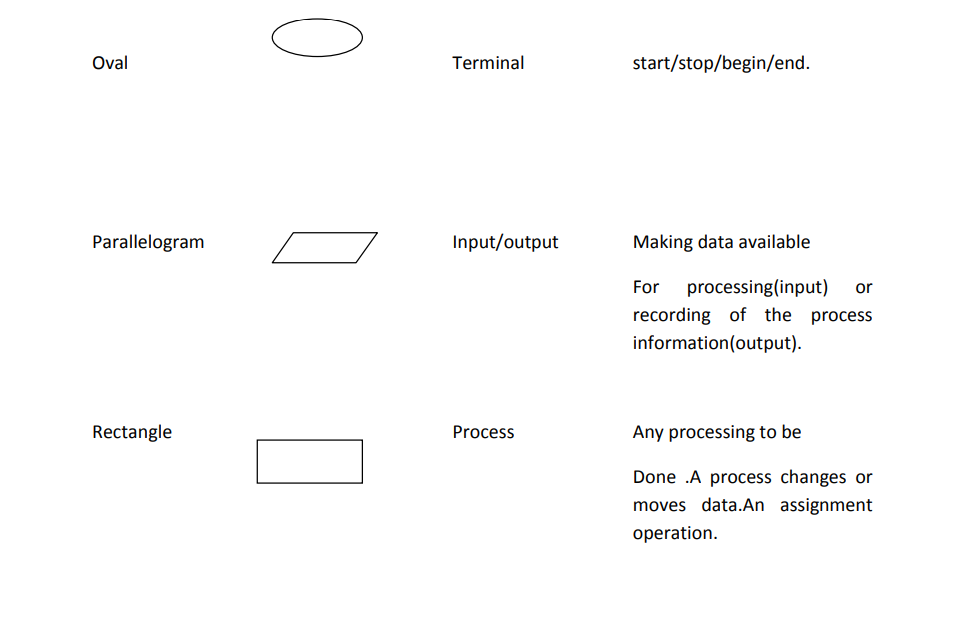 Oval Terminal start/stop/begin/end.
Parallelogram Input/output Making data available
For processing(input) or
recording of the process
information(output).
Rectangle Process Any processing to be
Done .A process changes or
moves data.An assignment
operation.